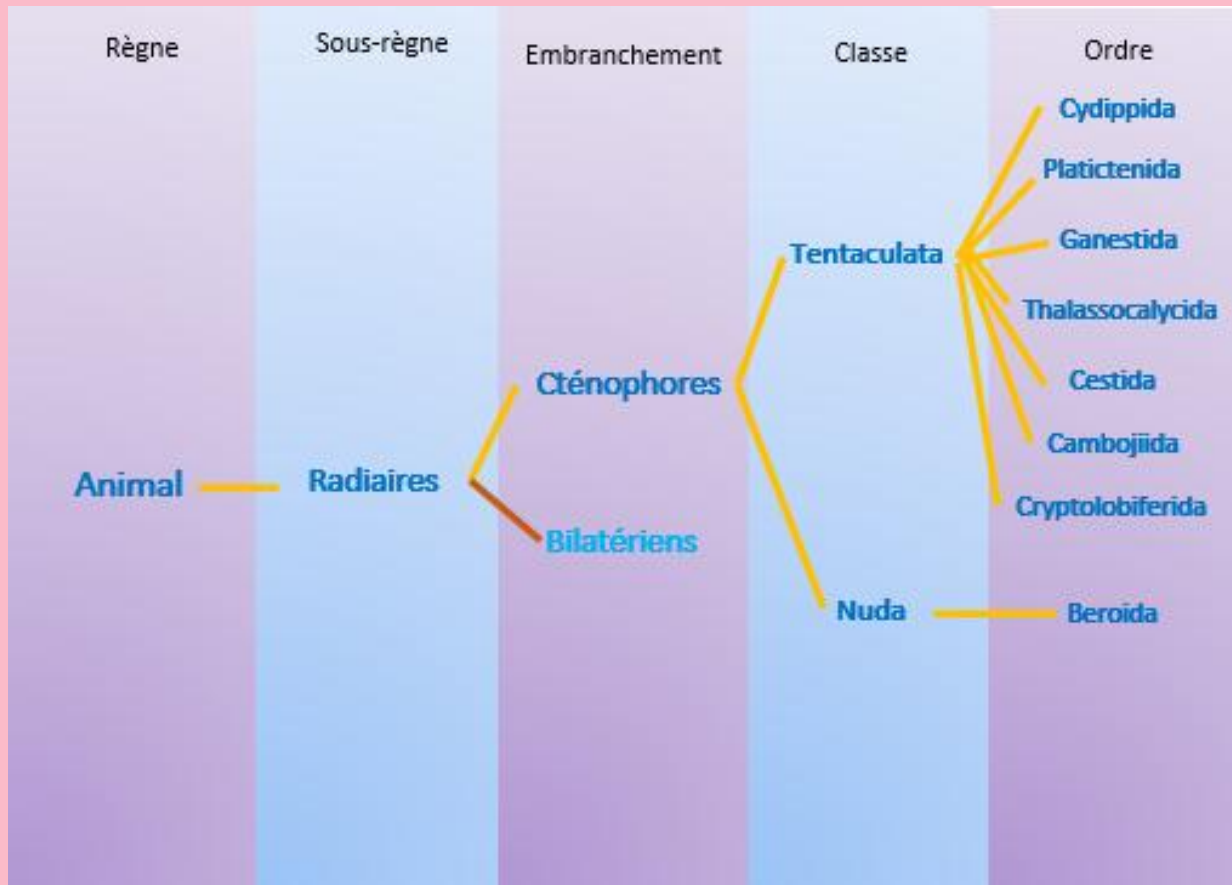 Règne
Sous-règne
Embranchement
Classe
Ordre
Cydippida
Platictenida
Tentaculata
Ganestida
Thalassocalycida
Cténophores
Cestida
Cambojiida
Animal
Radiaires
Cryptolobiferida
Bilatériens
Nuda
Beroida